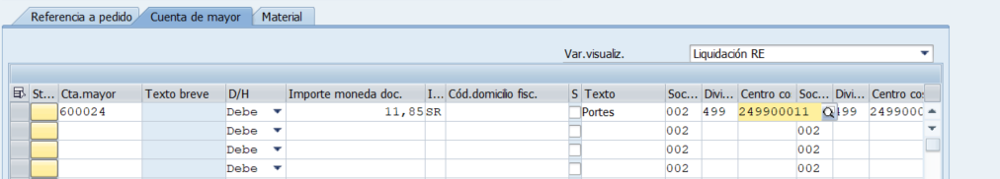 Referencia a pedido Cuenta de mayor Material
Var.visualiz. Liquidación RE
St... Cta.mayor Texto breve D/H Importe moneda doc. I... Cód.domicilio fisc. S Texto Soc... Divi... Centro co Soc... Divi... Centro co
600024 Debe 11,85 SR Portes 002 499 249900011 499 249900
Debe 002 002
Debe 002 002
Debe 002 002